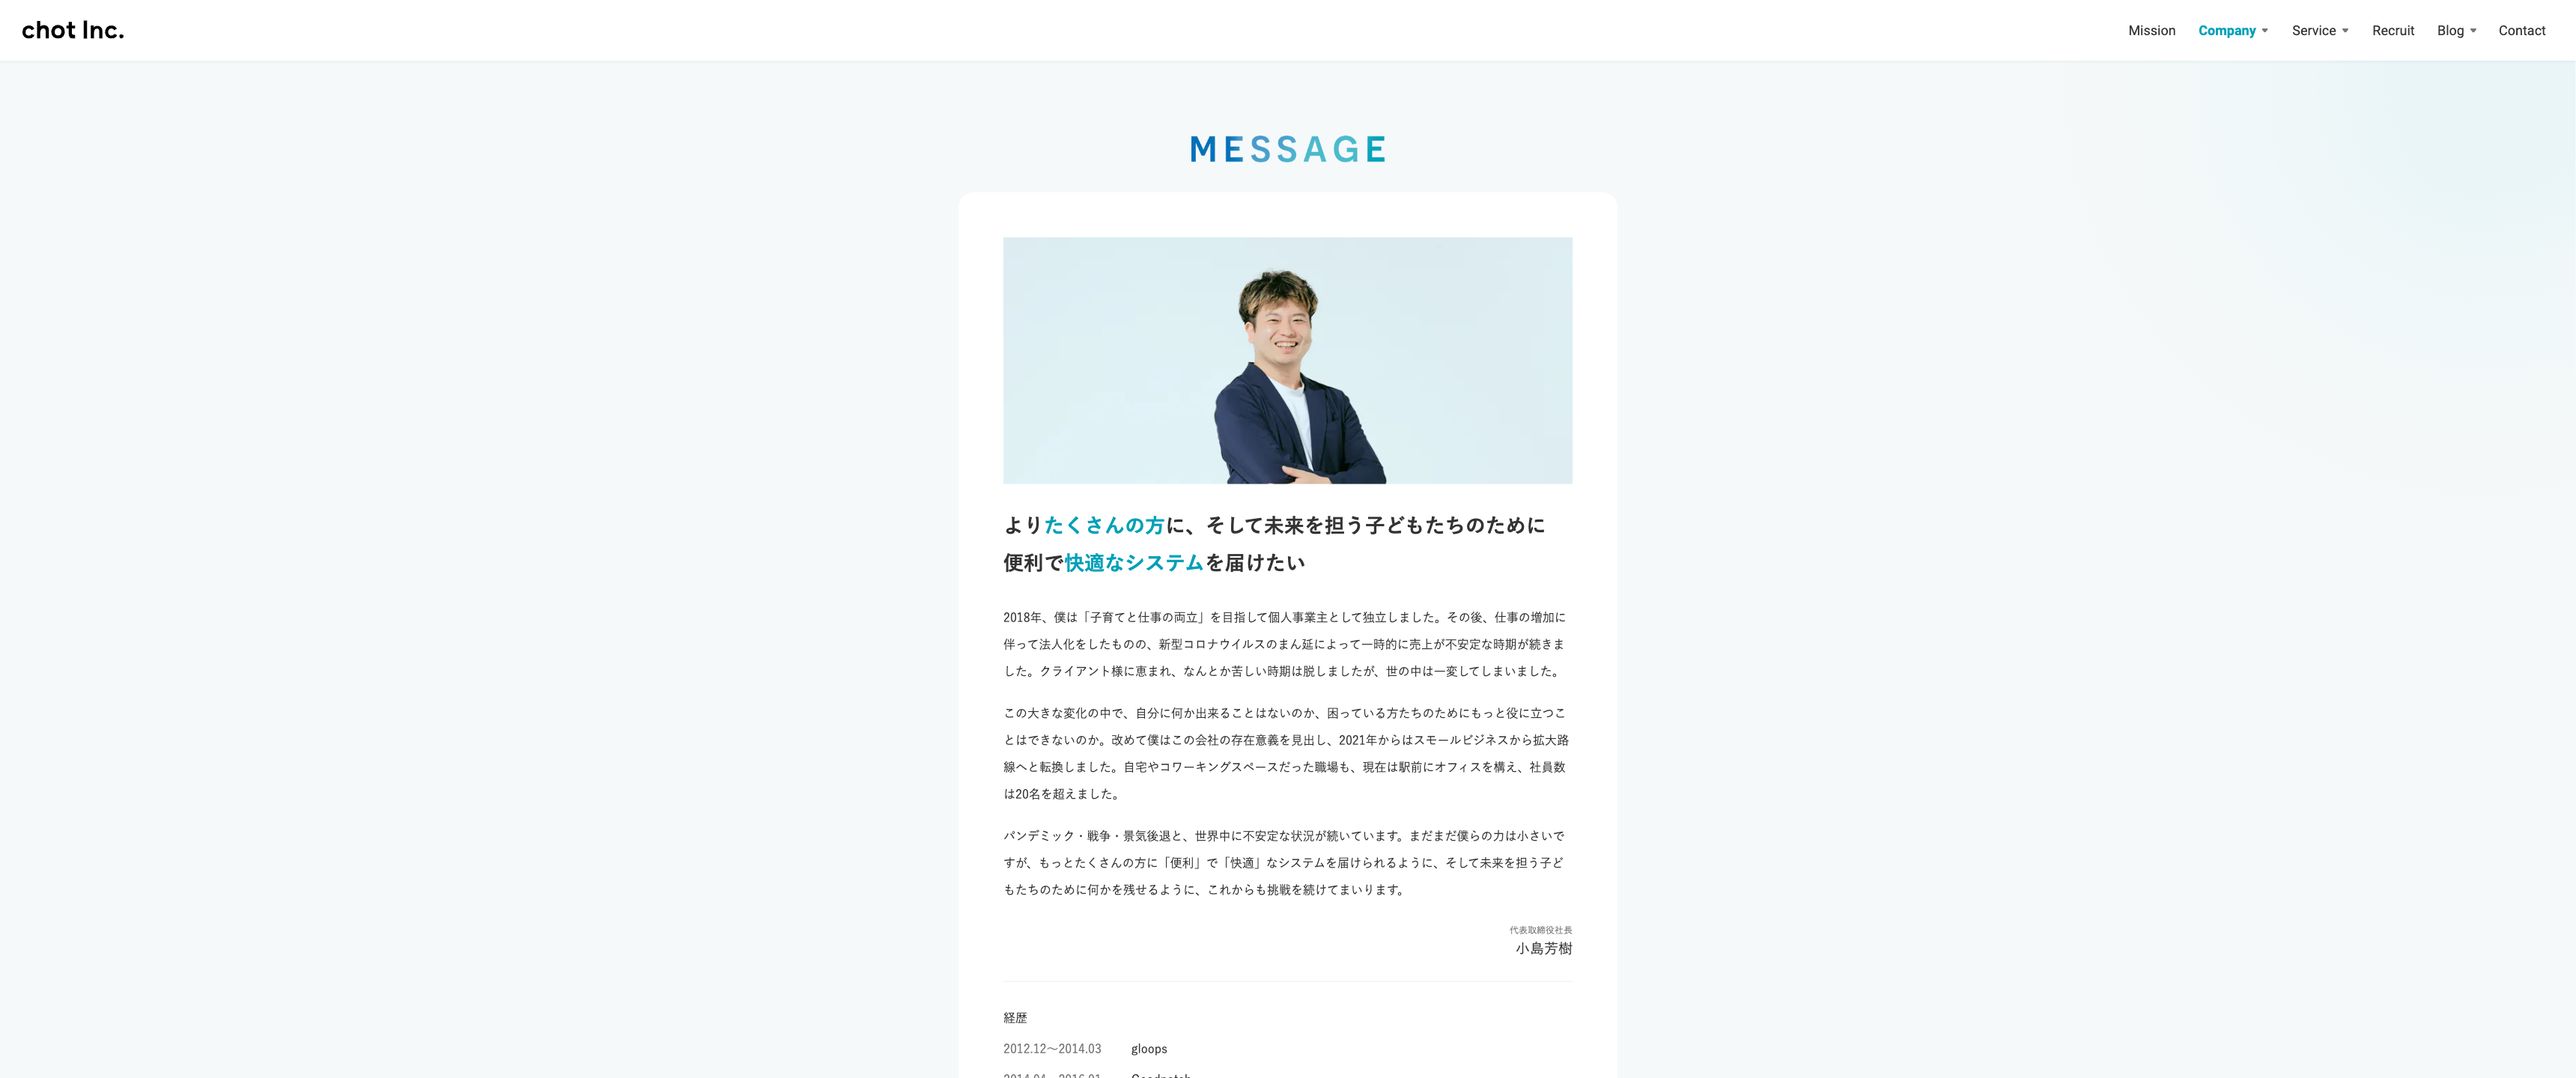 chot Inc.
Mission Company Service Recruit Blog Contact
MESSAGE
よりたくさんの方に、そして未来を担う子どもたちのために
便利で快適なシステムを届けたい
2018年、僕は「子育てと仕事の両立」を目指して個人事業主として独立しました。その後、仕事の増加に
伴って法人化をしたものの、新型コロナウイルスのまん延によって一時的に売上が不安定な時期が続きま
した。クライアント様に恵まれ、なんとか苦しい時期は脱しましたが、世の中は一変してしまいました。
この大きな変化の中で、自分に何か出来ることはないのか、困っている方たちのためにもっと役に立つこ
とはできないのか。改めて僕はこの会社の存在意義を見出し、2021年からはスモールビジネスから拡大路
線へと転換しました。自宅やコワーキングスペースだった職場も、現在は駅前にオフィスを構え、社員数
は20名を超えました。
パンデミック・戦争・景気後退と、世界中に不安定な状況が続いています。まだまだ僕らの力は小さいで
すが、もっとたくさんの方に「便利」で「快適」なシステムを届けられるように、そして未来を担う子ど
もたちのために何かを残せるように、これからも挑戦を続けてまいります。
代表取締役社長
小島芳樹
経歴
2012.12〜2014.03 gloops